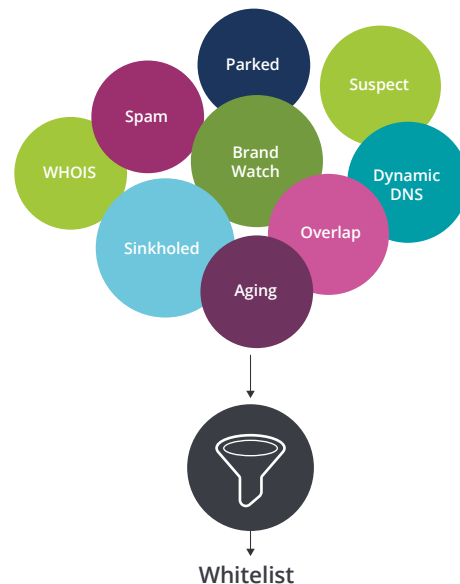 Parked
Suspect
Spam
Brand
Watch
WHOIS
Dynamic
DNS
Overlap
Sinkholed
Aging
Whitelist